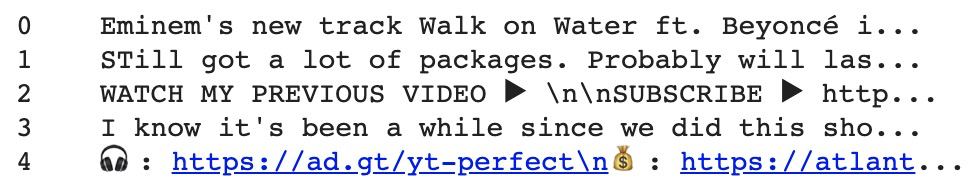 0 Eminem's new track Walk on Water ft. Beyoncé i...
1 STill got a lot of packages. Probably will las...
2 WATCH MY PREVIOUS VIDEO ▶ \n\nSUBSCRIBE ▶ http...
3 I know it's been a while since we did this sho...
4 🎧 : https://ad.gt/yt-perfect\n💰 : https://atlant...